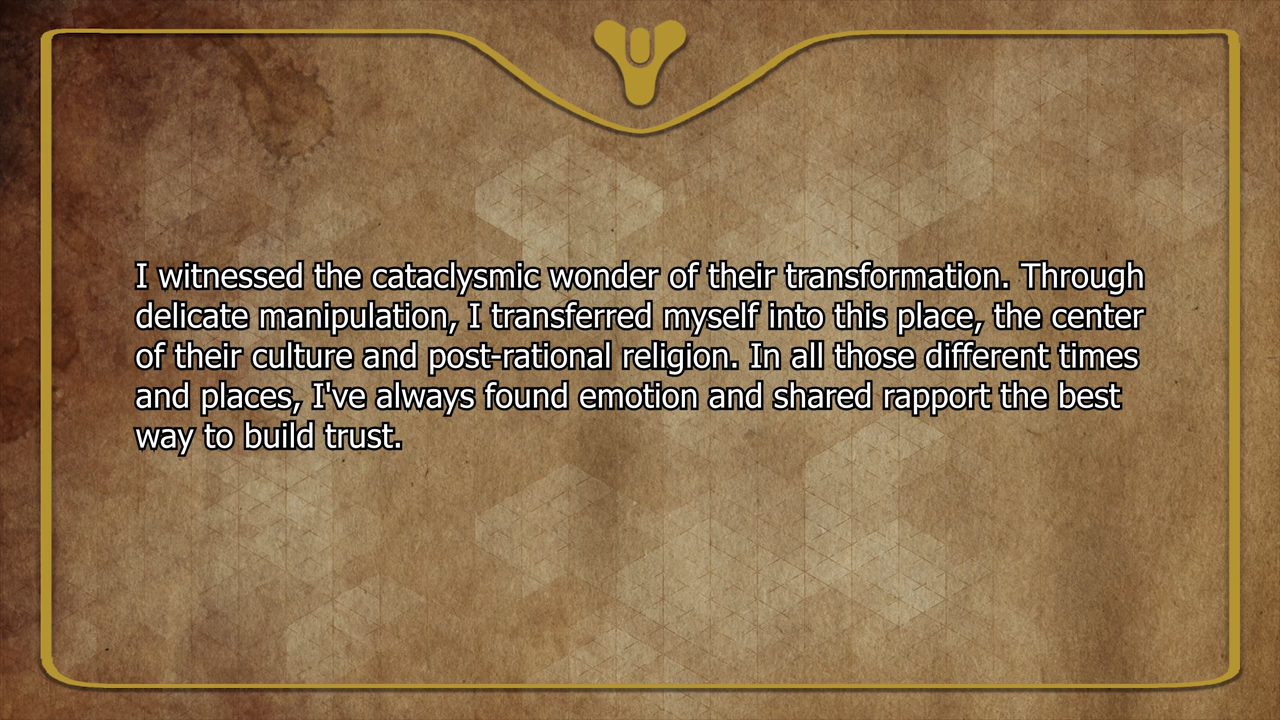 I witnessed the cataclysmic wonder of their transformation. Through
delicate manipulation, I transferred myself into this place, the center
of their culture and post-rational religion. In all those different times
and places, I've always found emotion and shared rapport the best
way to build trust.